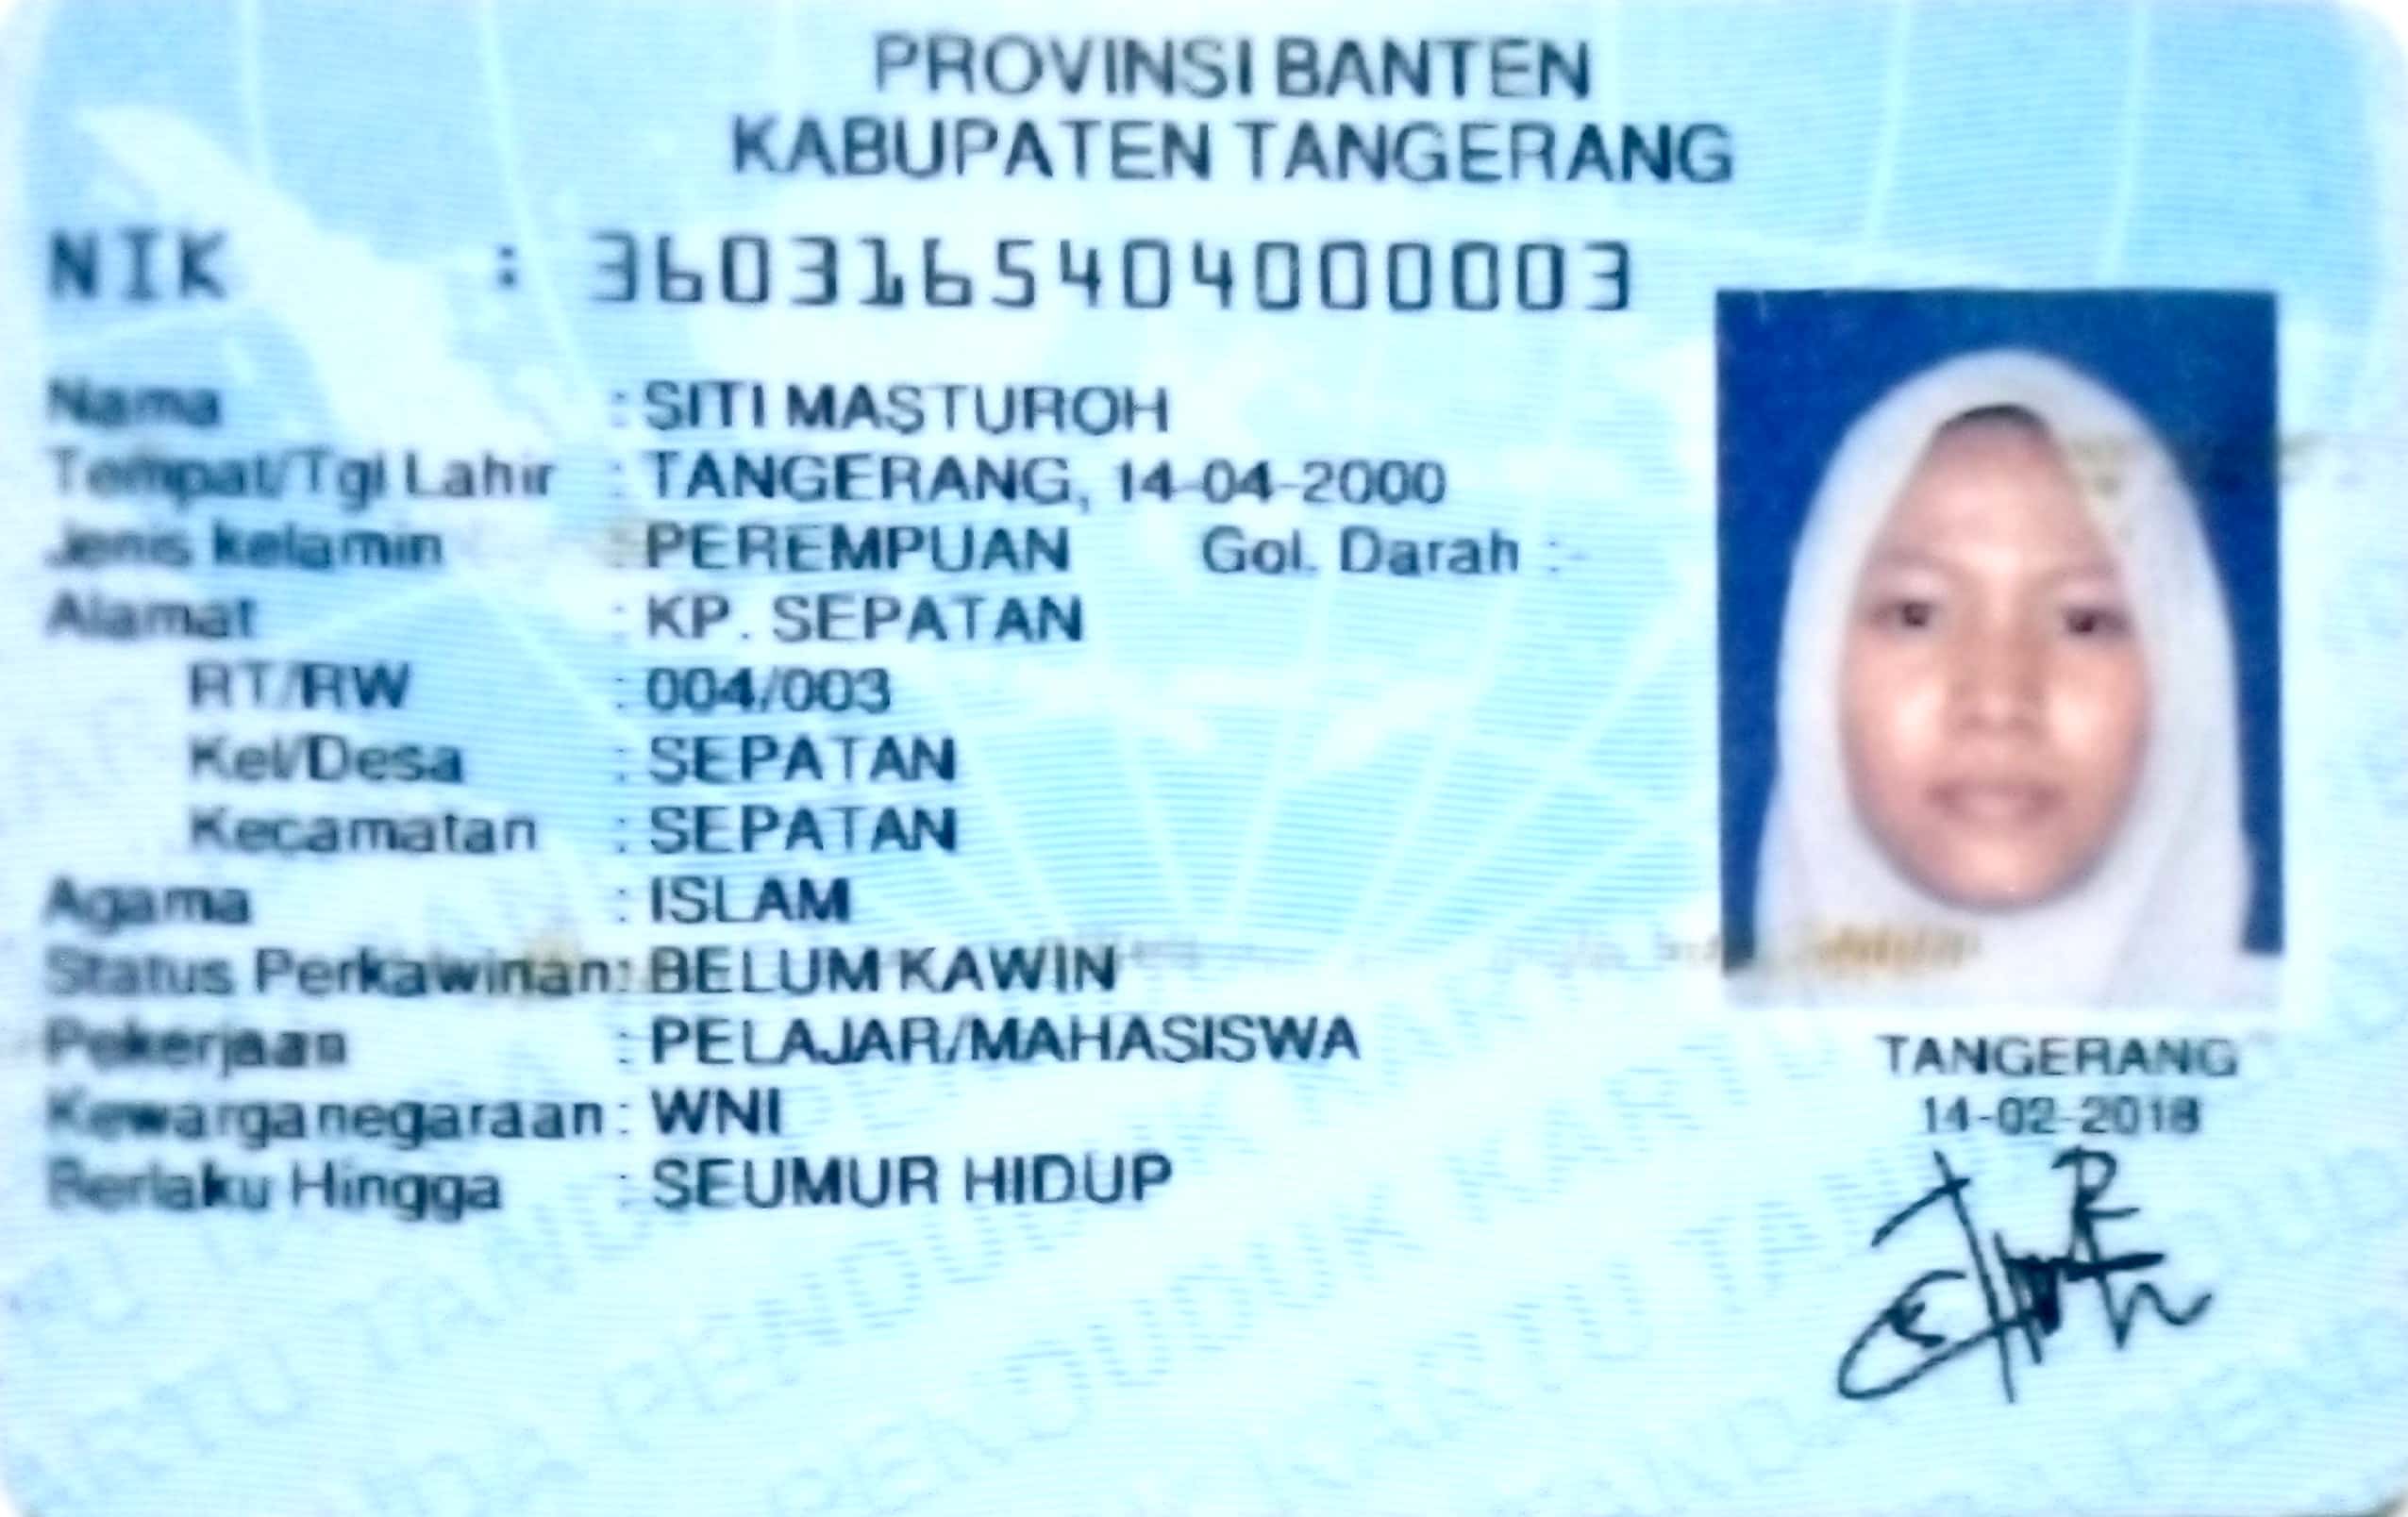 PROVINSI BANTEN
KABUPATEN TANGERANG
NIK : 3603165404000003
Nama : SITI MASTUROH
Tempat/Tgl Lahir : TANGERANG, 14-04-2000
Jenis kelamin : PEREMPUAN Gol. Darah : -
Alamat : KP. SEPATAN
RT/RW : 004/003
Kel/Desa : SEPATAN
Kecamatan : SEPATAN
Agama : ISLAM
Status Perkawinan: BELUM KAWIN
Pekerjaan : PELAJAR/MAHASISWA
Kewarganegaraan: WNI
Berlaku Hingga : SEUMUR HIDUP
TANGERANG
14-02-2018